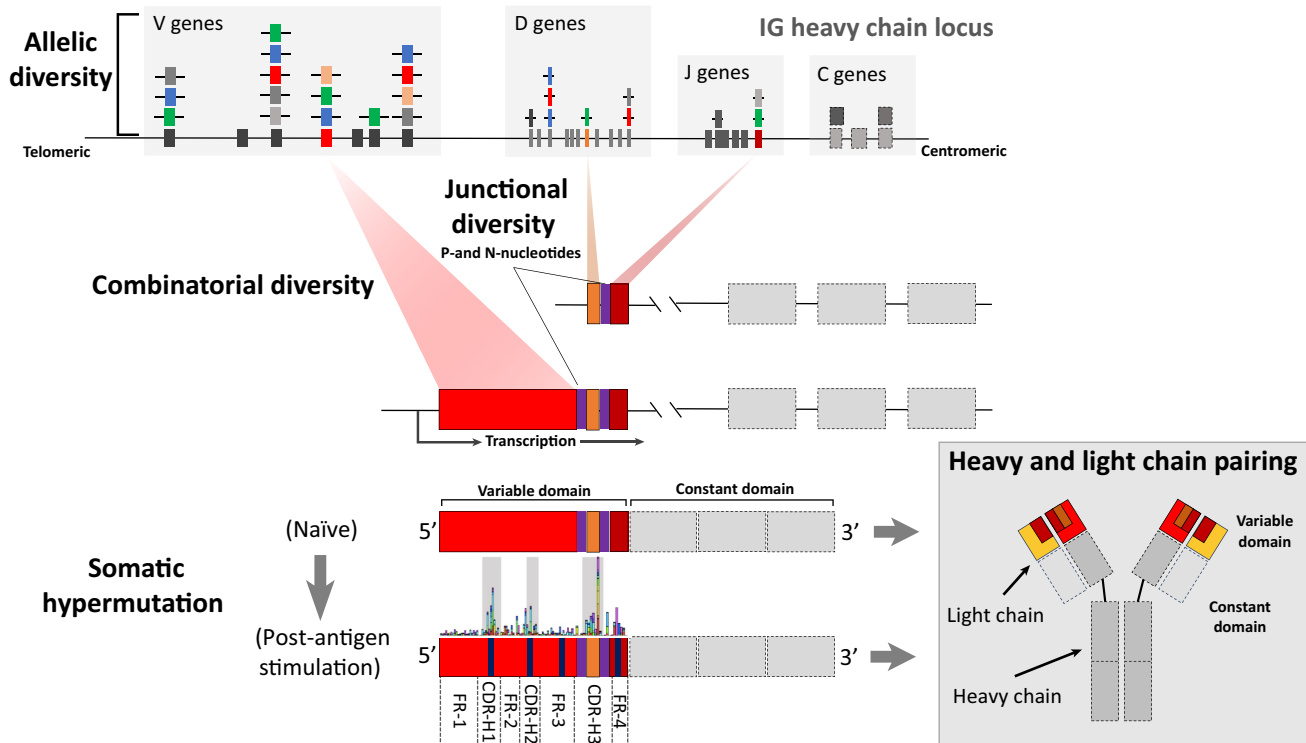 Allelic
diversity
V genes
D genes
IG heavy chain locus
J genes
C genes
Telomeric
Centromeric
Junctional
diversity
P-and N-nucleotides
Combinatorial diversity
Transcription
Variable domain
Constant domain
(Naïve)
5’
3’
Somatic
hypermutation
(Post-antigen
stimulation)
5’
3’
FR-1
CDR-H1
FR-2
CDR-H2
FR-3
CDR-H3
FR-4
Heavy and light chain pairing
Variable
domain
Light chain
Constant
domain
Heavy chain